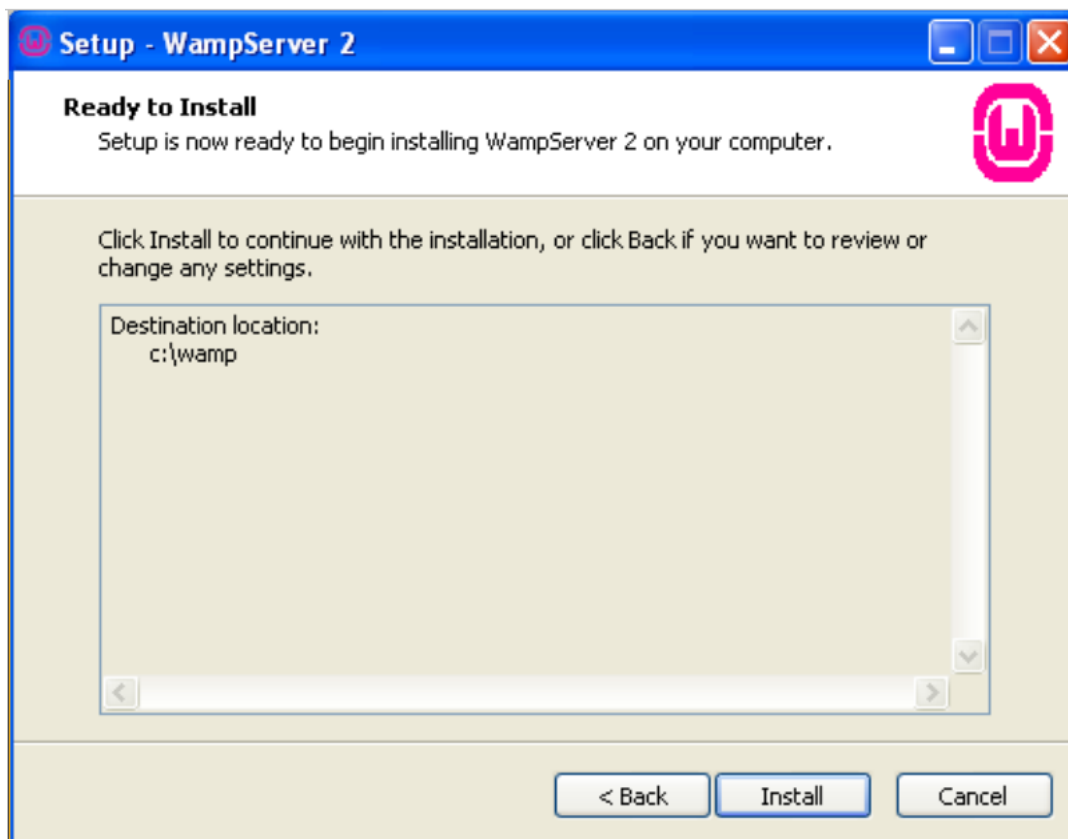 Setup - WampServer 2
Ready to Install
Setup is now ready to begin installing WampServer 2 on your computer.
Click Install to continue with the installation, or click Back if you want to review or
change any settings.
Destination location:
c:\wamp
< Back Install Cancel